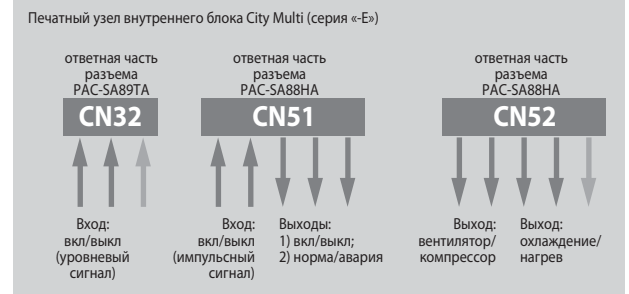 Печатный узел внутреннего блока City Multi (серия «-Е»)
ответная часть
разъема
PAC-SA89TA
CN32
Вход:
вкл/выкл
(уровневый
сигнал)
ответная часть
разъема
PAC-SA88HA
CN51
Вход:
вкл/выкл
(импульсный
сигнал)
Выходы:
1) вкл/выкл;
2) норма/авария
ответная часть
разъема
PAC-SA88HA
CN52
Выход:
вентилятор/
компрессор
Выход:
охлаждение/
нагрев